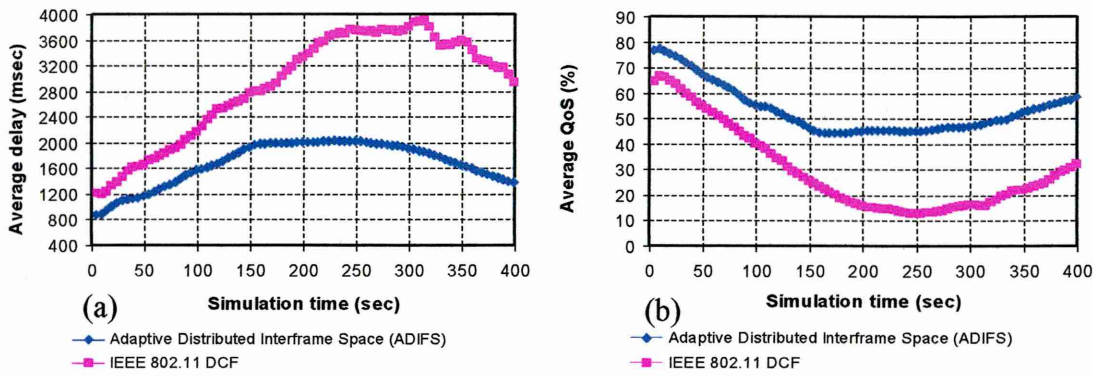 4000
3600
3200
2800
2400
2000
1600
1200
800
400
Average delay (msec)
0 50 100 150 200 250 300 350 400
Simulation time (sec)
(a)
Adaptive Distributed Interframe Space (ADIFS)
IEEE 802.11 DCF
90
80
70
60
50
40
30
20
10
0
Average QoS (%)
0 50 100 150 200 250 300 350 400
Simulation time (sec)
(b)
Adaptive Distributed Interframe Space (ADIFS)
IEEE 802.11 DCF